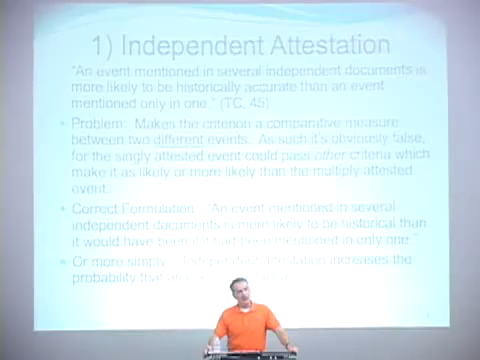 1) Independent Attestation
"An event mentioned in several independent documents is
more likely to be historically accurate than an event
mentioned only in one." (TC, 45)
Problem: Makes the criterion a comparative measure
between two different events. As such it's obviously false,
for the singly attested event could pass other criteria which
make it as likely or more likely than the multiply attested
event.
Correct Formulation: "An event mentioned in several
independent documents is more likely to be historical than
it would have been if it had been mentioned in only one."
Or more simply Independent attestation increases the
probability that